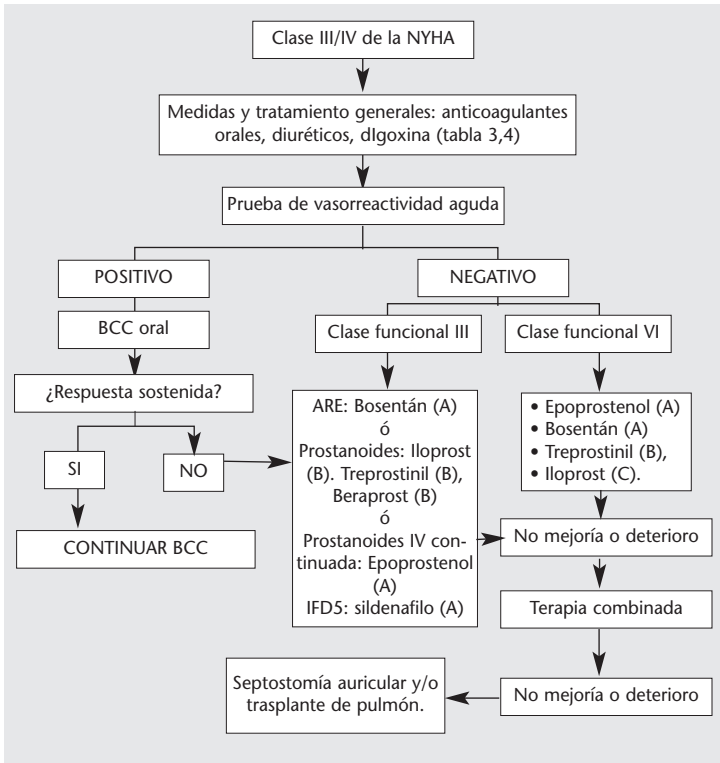 Clase III/IV de la NYHA
Medidas y tratamiento generales: anticoagulantes
orales, diuréticos, dIgoxina (tabla 3,4)
Prueba de vasorreactividad aguda
POSITIVO
NEGATIVO
BCC oral
Clase funcional III
Clase funcional VI
¿Respuesta sostenida?
SI
NO
CONTINUAR BCC
ARE: Bosentán (A)
ó
Prostanoides: Iloprost
(B). Treprostinil (B),
Beraprost (B)
ó
Prostanoides IV con-
tinuada: Epoprostenol
(A)
IFD5: sildenafilo (A)
• Epoprostenol (A)
• Bosentán (A)
• Treprostinil (B),
• Iloprost (C).
No mejoría o deterioro
Terapia combinada
No mejoría o deterioro
Septostomía auricular y/o
trasplante de pulmón.